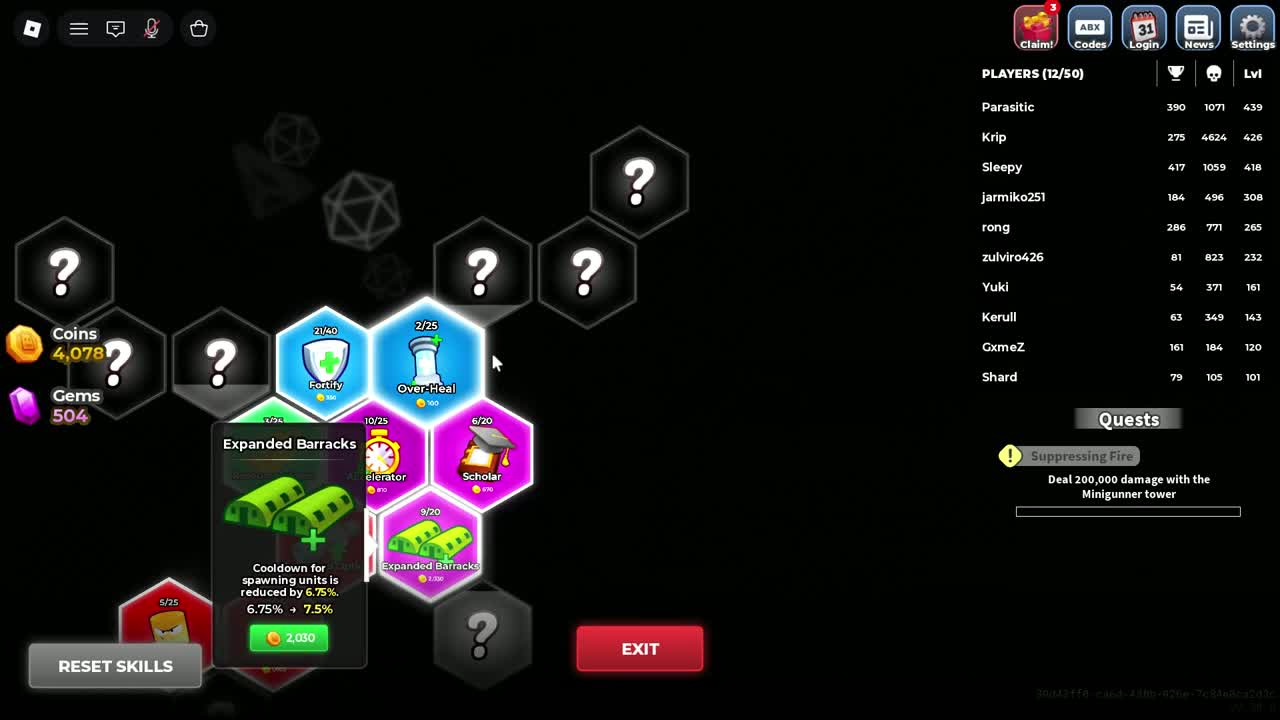 3
Claim!
ABX
Codes
31
Login
News
Settings
PLAYERS (12/50)
Lvl
Parasitic 390 1071 439
Krip 275 4624 426
Sleepy 417 1059 418
jarmiko251 184 496 308
rong 286 771 265
zulviro426 81 823 232
Yuki 54 371 161
Kerull 63 349 143
GxmeZ 161 184 120
Shard 79 105 101
Quests
Suppressing Fire
Deal 200,000 damage with the
Minigunner tower
?
?
?
?
?
?
?
Coins
4,078
Gems
504
21/40
Fortify
2/25
Over-Heal
100
3/25
10/25
810
6/20
Scholar
670
9/20
Expanded Barracks
2,030
Expanded Barracks
Cooldown for
spawning units is
reduced by 6.75%.
6.75% → 7.5%
2,030
5/25
RESET SKILLS
EXIT